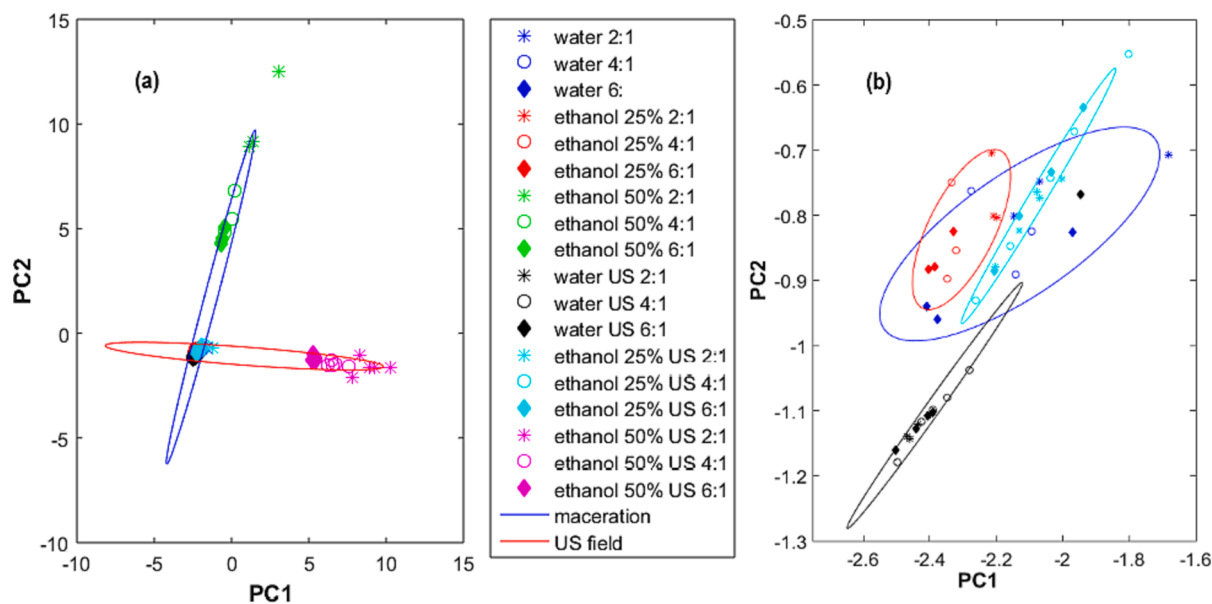 (a)
15
10
5
0
-5
-10
-10 -5 0 5 10 15
PC2
PC1
water 2:1
water 4:1
water 6:
ethanol 25% 2:1
ethanol 25% 4:1
ethanol 25% 6:1
ethanol 50% 2:1
ethanol 50% 4:1
ethanol 50% 6:1
water US 2:1
water US 4:1
water US 6:1
ethanol 25% US 2:1
ethanol 25% US 4:1
ethanol 25% US 6:1
ethanol 50% US 2:1
ethanol 50% US 4:1
ethanol 50% US 6:1
maceration
US field
(b)
-0.5
-0.6
-0.7
-0.8
-0.9
-1
-1.1
-1.2
-1.3
-2.6 -2.4 -2.2 -2 -1.8 -1.6
PC2
PC1